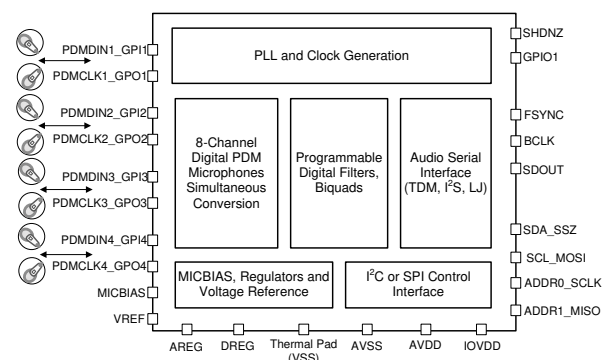 PDMDIN1_GPI1
PDMCLK1_GPO1
PDMDIN2_GPI2
PDMCLK2_GPO2
PDMDIN3_GPI3
PDMCLK3_GPO3
PDMDIN4_GPI4
PDMCLK4_GPO4
MICBIAS
VREF
PLL and Clock Generation
8-Channel
Digital PDM
Microphones
Simultaneous
Conversion
Programmable
Digital Filters,
Biquads
Audio Serial
Interface
(TDM, I²S, LJ)
MICBIAS, Regulators and
Voltage Reference
I²C or SPI Control
Interface
SHDNZ
GPIO1
FSYNC
BCLK
SDOUT
SDA_SSZ
SCL_MOSI
ADDR0_SCLK
ADDR1_MISO
AREG
DREG
Thermal Pad
(VSS)
AVSS
AVDD
IOVDD